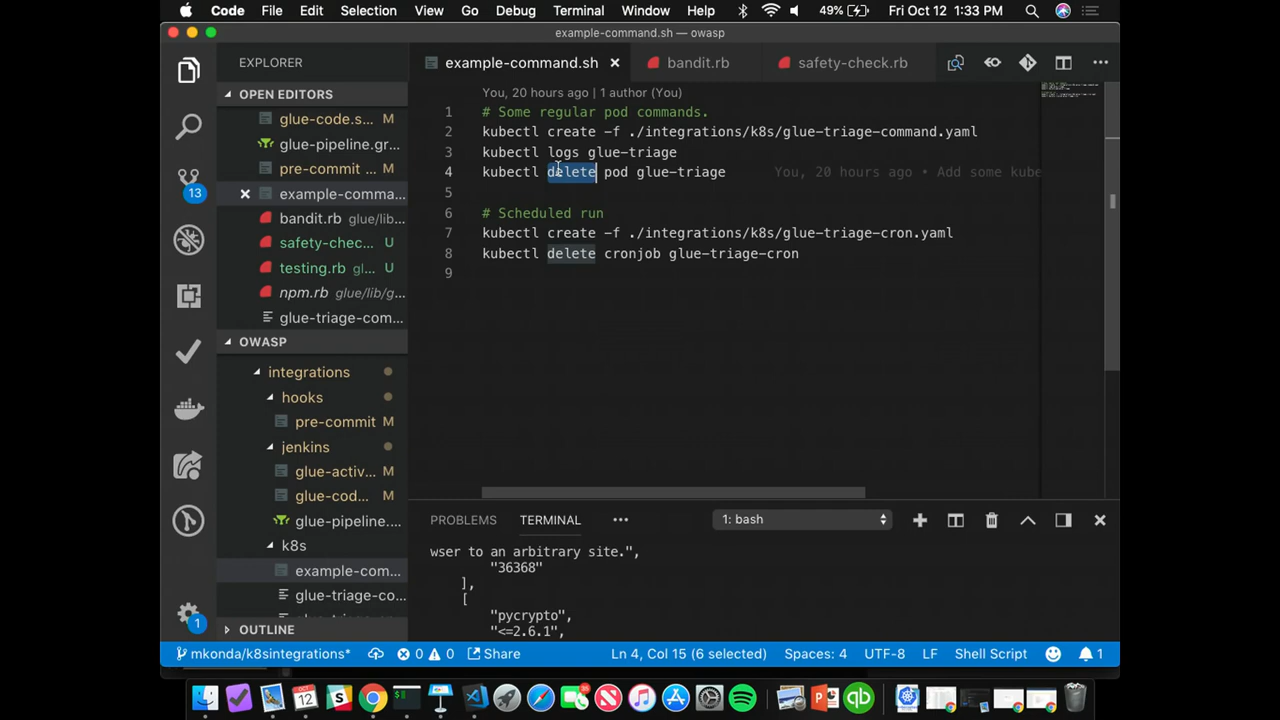 Code File Edit Selection View Go Debug Terminal Window Help 49% Fri Oct 12 1:33 PM
example-command.sh — owasp
EXPLORER
example-command.sh
bandit.rb
safety-check.rb
OPEN EDITORS
glue-code.s... M
glue-pipeline.gr...
pre-commit ... M
example-comma...
bandit.rb glue/lib...
safety-chec... U
testing.rb gl... U
npm.rb glue/lib/g...
glue-triage-com...
OWASP
integrations
hooks
pre-commit M
jenkins
glue-activ... M
glue-cod... M
glue-pipeline....
k8s
example-com...
glue-triage-co...
OUTLINE
13
1
You, 20 hours ago | 1 author (You)
1 # Some regular pod commands.
2 kubectl create -f ./integrations/k8s/glue-triage-command.yaml
3 kubectl logs glue-triage
4 kubectl delete pod glue-triage You, 20 hours ago • Add some kube
5
6 # Scheduled run
7 kubectl create -f ./integrations/k8s/glue-triage-cron.yaml
8 kubectl delete cronjob glue-triage-cron
9
PROBLEMS TERMINAL ... 1: bash
wser to an arbitrary site.",
"36368"
],
[
"pycrypto",
"<=2.6.1",
mkonda/k8sintegrations* 0 0 Share Ln 4, Col 15 (6 selected) Spaces: 4 UTF-8 LF Shell Script 1